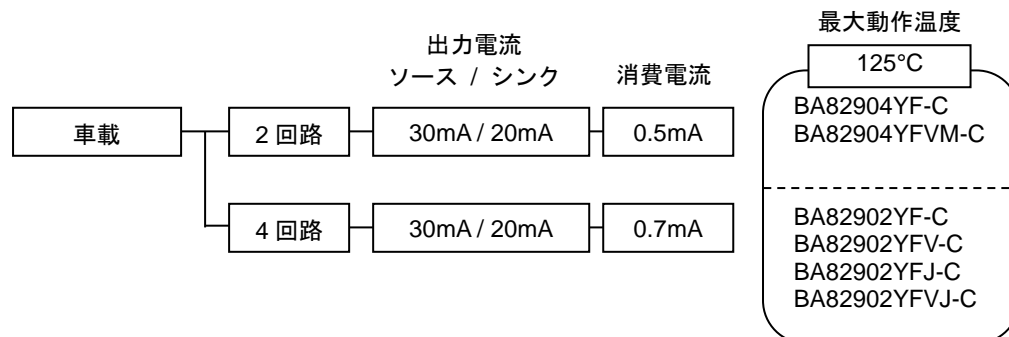 最大動作温度
出力電流
ソース / シンク
消費電流
125°C
車載
2 回路
30mA / 20mA
0.5mA
BA82904YF-C
BA82904YFVM-C
4 回路
30mA / 20mA
0.7mA
BA82902YF-C
BA82902YFV-C
BA82902YFJ-C
BA82902YFVJ-C